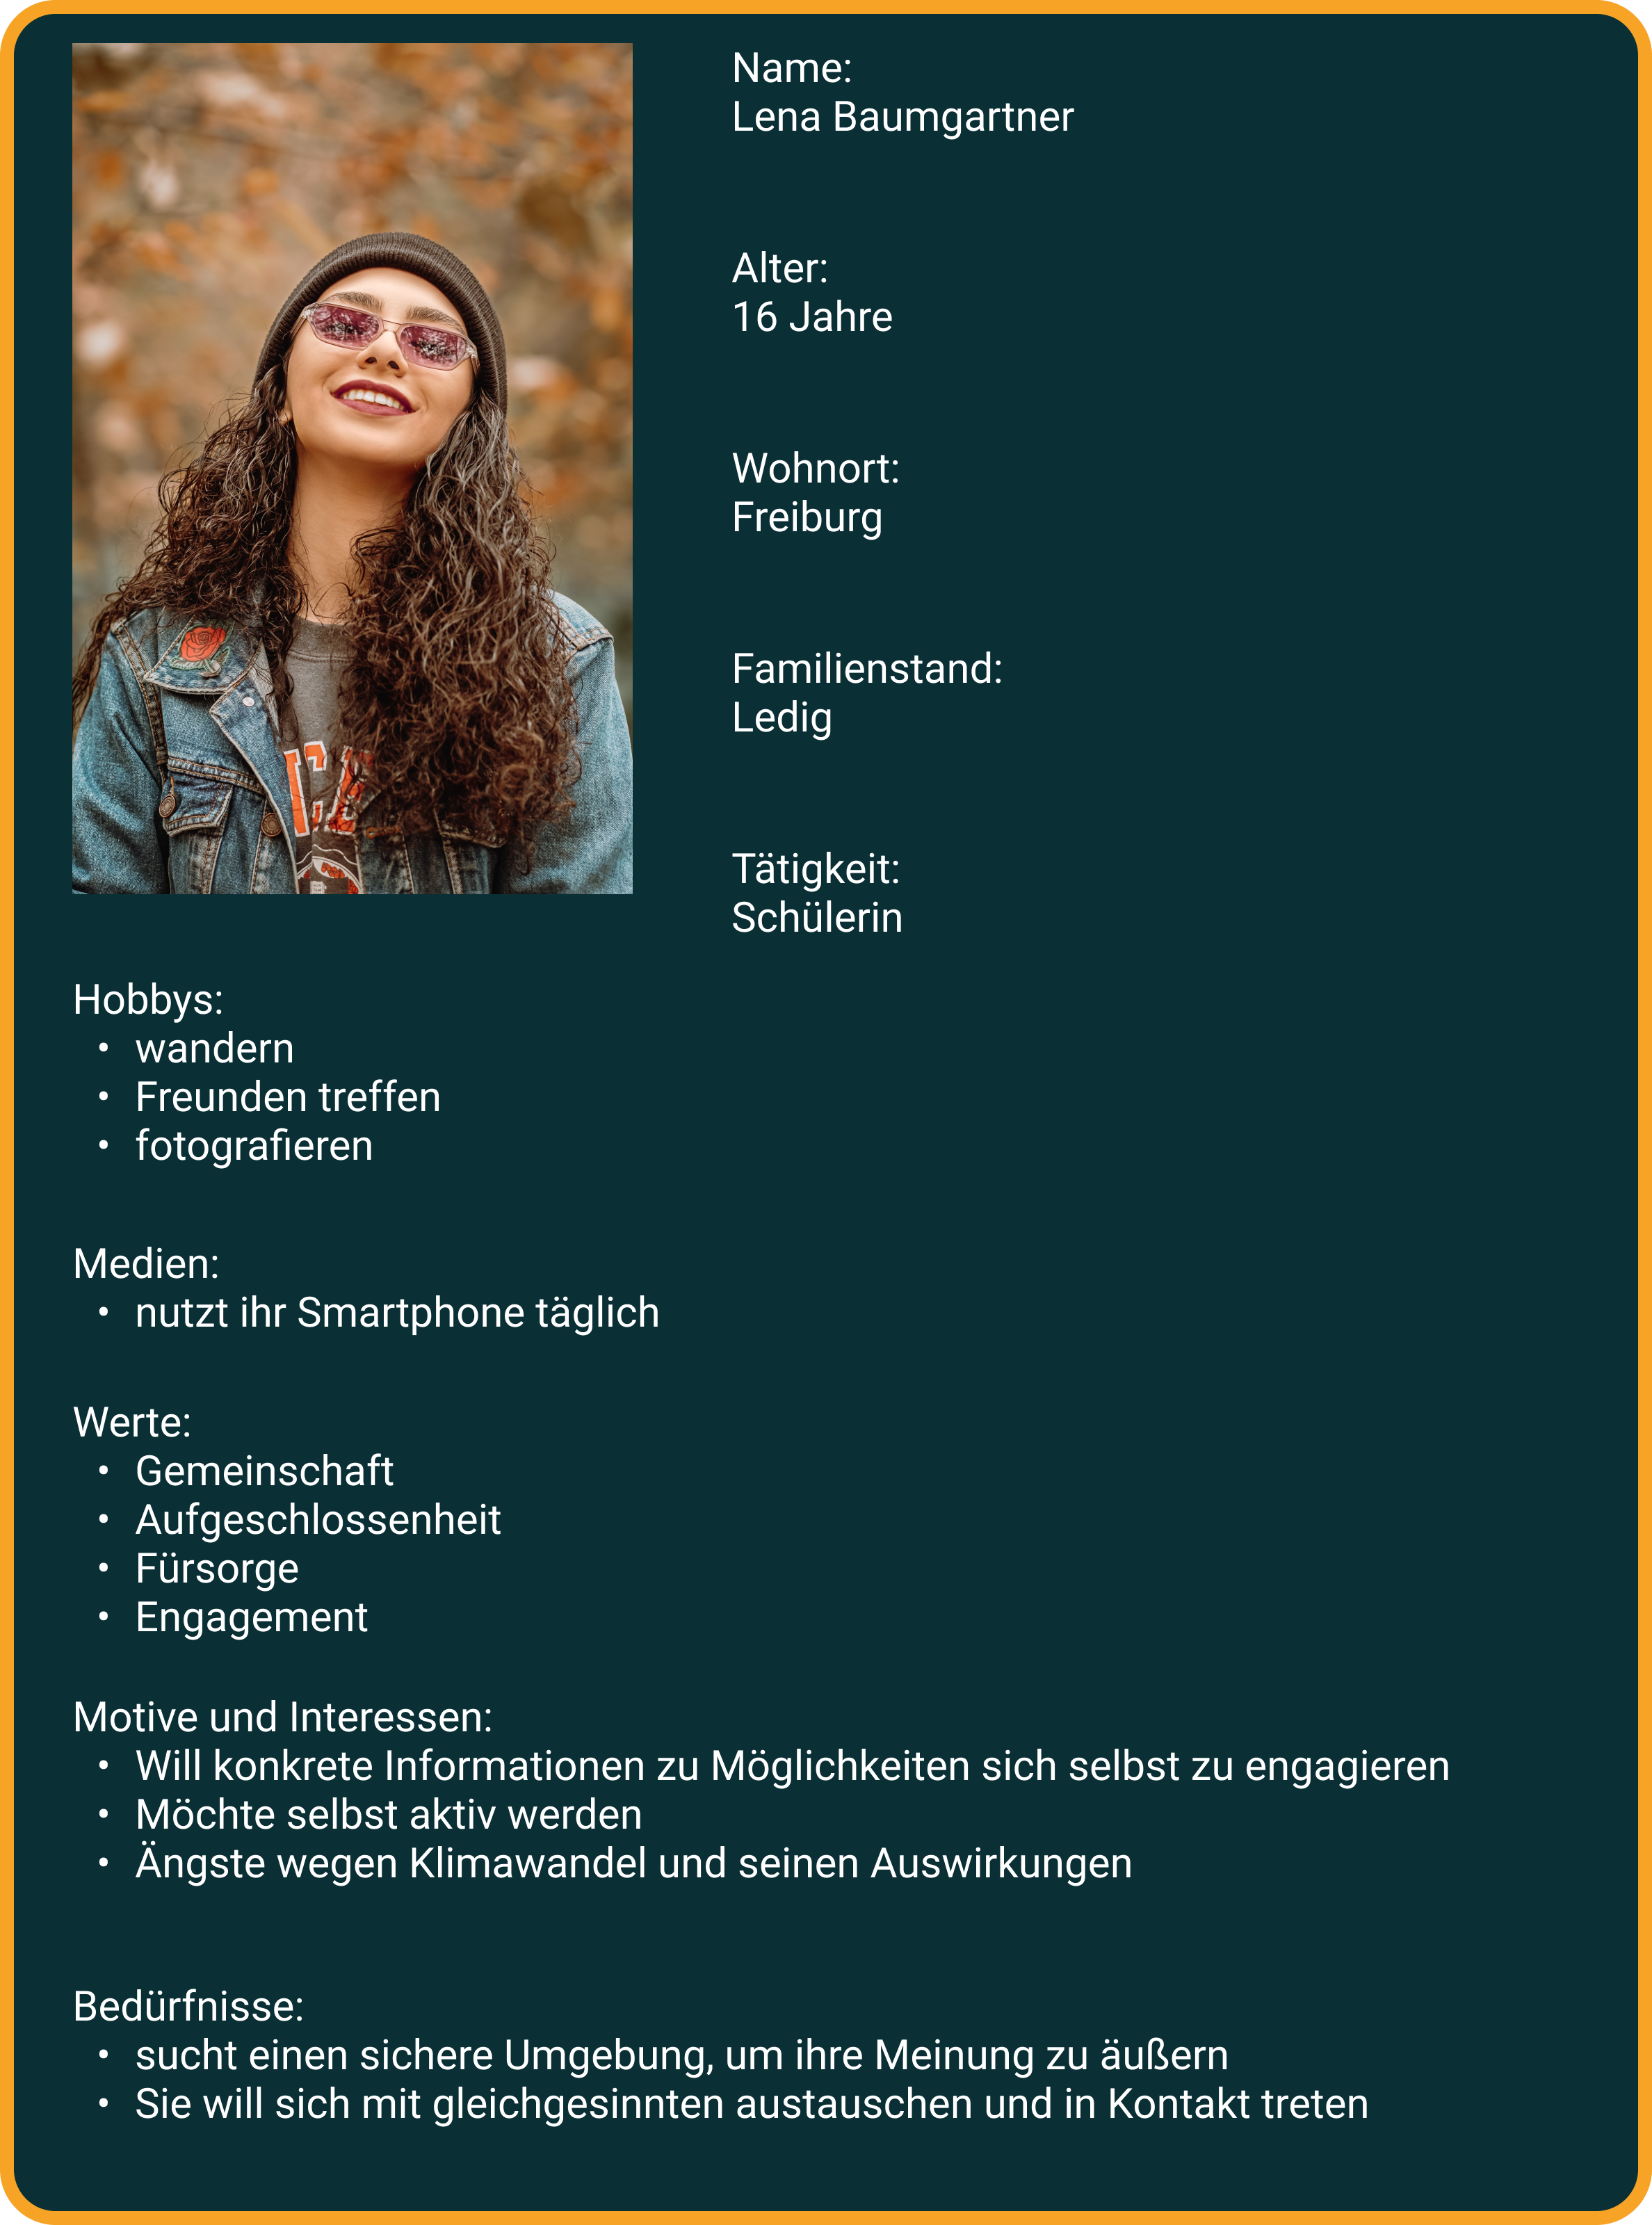 Name:
Lena Baumgartner
Alter:
16 Jahre
Wohnort:
Freiburg
Familienstand:
Ledig
Tätigkeit:
Schülerin
Hobbys:
• wandern
• Freunden treffen
• fotografieren
Medien:
• nutzt ihr Smartphone täglich
Werte:
• Gemeinschaft
• Aufgeschlossenheit
• Fürsorge
• Engagement
Motive und Interessen:
• Will konkrete Informationen zu Möglichkeiten sich selbst zu engagieren
• Möchte selbst aktiv werden
• Ängste wegen Klimawandel und seinen Auswirkungen
Bedürfnisse:
• sucht einen sichere Umgebung, um ihre Meinung zu äußern
• Sie will sich mit gleichgesinnten austauschen und in Kontakt treten